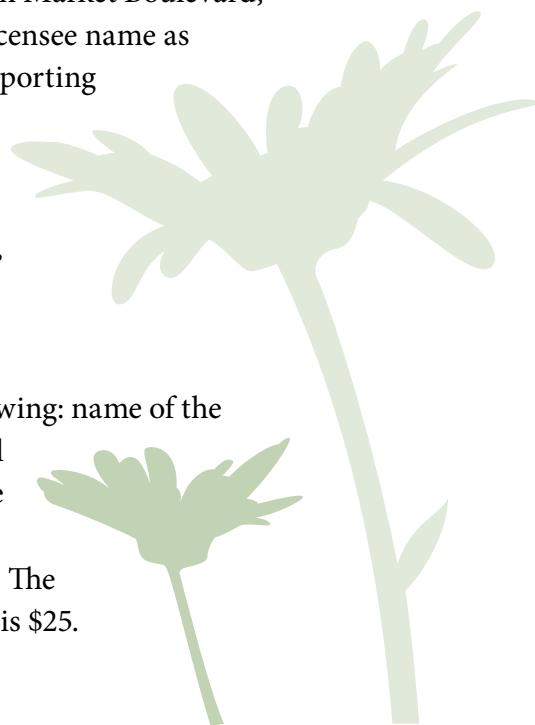 Market Boulevard,
censee name as
porting
wing: name of the
The
is $25.